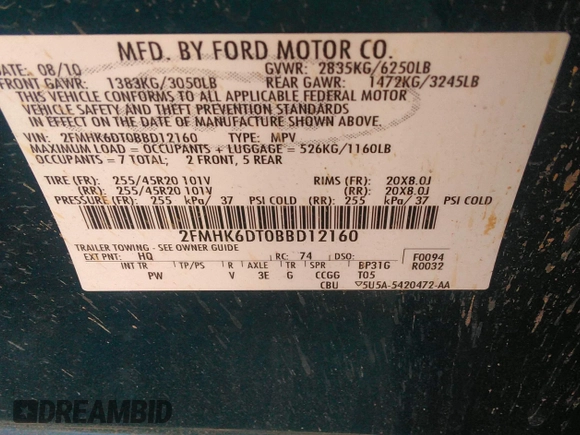 MFD. BY FORD MOTOR CO.
DATE: 08/10 GVWR: 2835KG/6250LB
FRONT GAWR: 1383KG/3050LB REAR GAWR: 1472KG/3245LB
THIS VEHICLE CONFORMS TO ALL APPLICABLE FEDERAL MOTOR
VEHICLE SAFETY AND THEFT PREVENTION STANDARDS
IN EFFECT ON THE DATE OF MANUFACTURE SHOWN ABOVE.
VIN: 2FMHK6DT0BBD12160 TYPE: MPV
MAXIMUM LOAD = OCCUPANTS + LUGGAGE = 526KG/1160LB
OCCUPANTS = 7 TOTAL; 2 FRONT, 5 REAR
TIRE (FR): 255/45R20 101V RIMS (FR): 20X8.0J
(RR): 255/45R20 101V (RR): 20X8.0J
PRESSURE (FR): 255 kPa/ 37 PSI COLD (RR): 255 kPa/ 37 PSI COLD
2FMHK6DT0BBD12160
TRAILER TOWING - SEE OWNER GUIDE
EXT PNT: HQ RC: 74 DSO: F0094
INT TR TP/PS R AXLE TR SPR BP31G R0032
PW V 3E G CCGG T05
CBU ▽5U5A-5420472-AA
DREAMBID